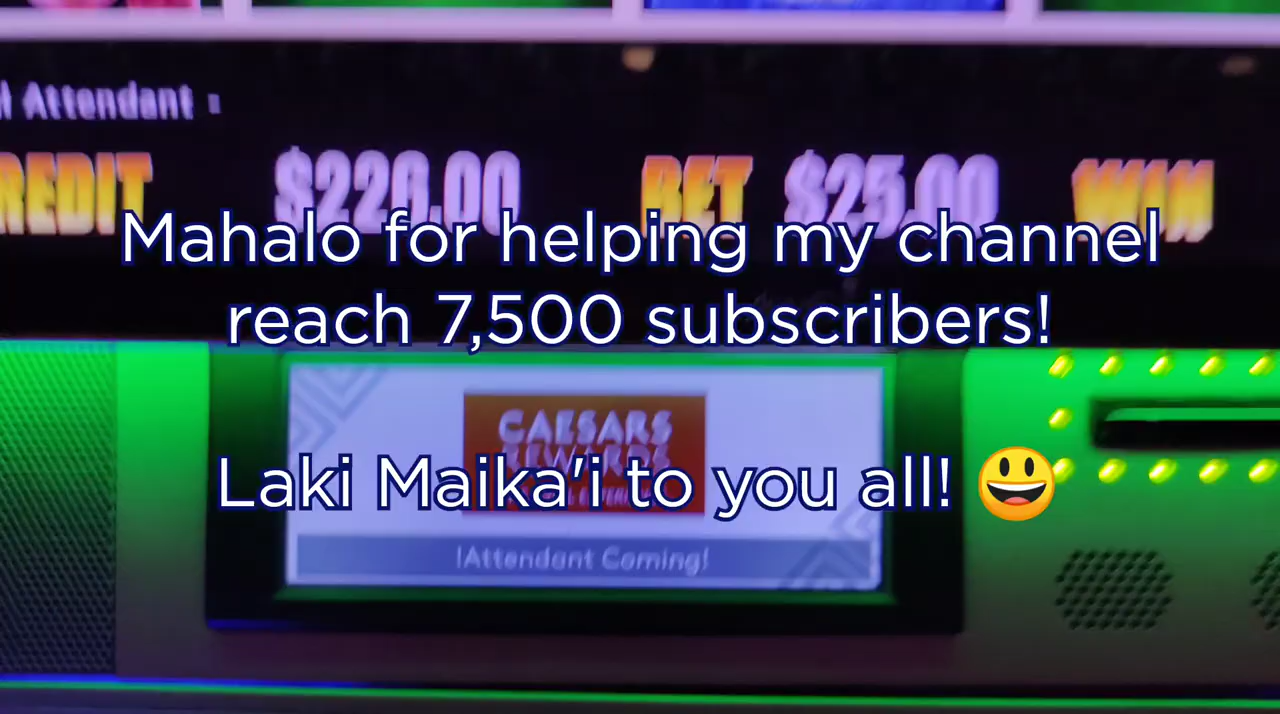 Attendant :
REDIT $220.00 BET $25.00 WIN
Mahalo for helping my channel
reach 7,500 subscribers!
CAESARS
REWARDS
Laki Maika'i to you all! 😃
!Attendant Coming!